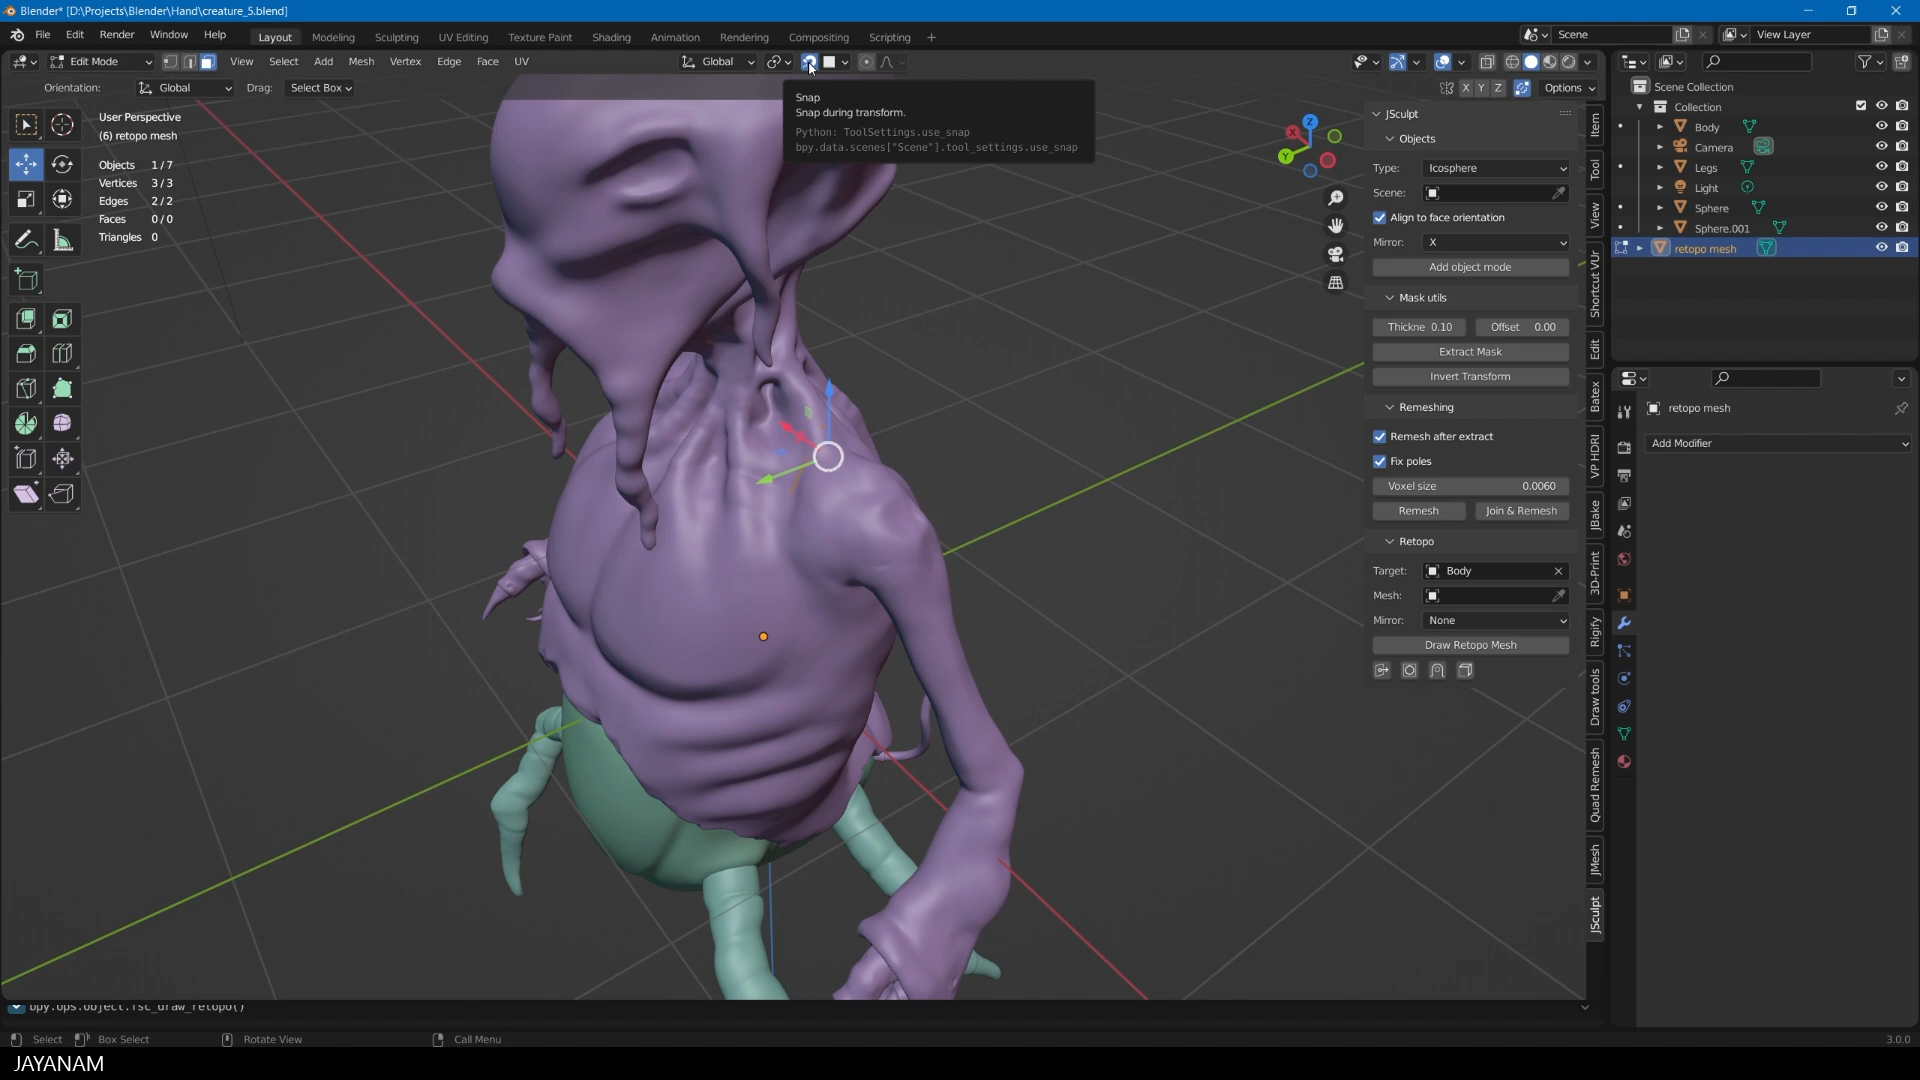 Blender* [D:\Projects\Blender\Hand\creature_5.blend]
File Edit Render Window Help Layout Modeling Sculpting UV Editing Texture Paint Shading Animation Rendering Compositing Scripting + Scene View Layer
Edit Mode View Select Add Mesh Vertex Edge Face UV Global
Orientation: Global Drag: Select Box X Y Z Options
User Perspective
(6) retopo mesh
Objects 1/7
Vertices 3/3
Edges 2/2
Faces 0/0
Triangles 0
Snap
Snap during transform.
Python: ToolSettings.use_snap
bpy.data.scenes["Scene"].tool_settings.use_snap
Z
X
Y
JSculpt
Objects
Type: Icosphere
Scene:
Align to face orientation
Mirror: X
Add object mode
Mask utils
Thickne 0.10 Offset 0.00
Extract Mask
Invert Transform
Remeshing
Remesh after extract
Fix poles
Voxel size 0.0060
Remesh Join & Remesh
Retopo
Target: Body
Mesh:
Mirror: None
Draw Retopo Mesh
Item
Tool
View
Shortcut VUr
Edit
Batex
VP HDRI
JBake
3D-Print
Rigify
Draw tools
Quad Remesh
JMesh
JSculpt
Scene Collection
Collection
Body
Camera
Legs
Light
Sphere
Sphere.001
retopo mesh
retopo mesh
Add Modifier
bpy.ops.object.fsc_draw_retopo()
Select Box Select Rotate View Call Menu 3.0.0
JAYANAM